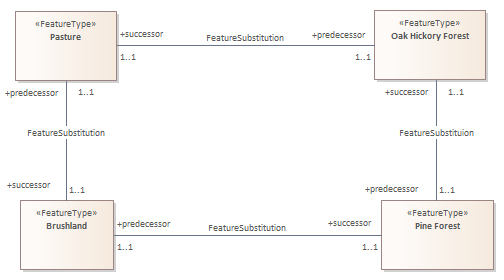 «FeatureType»
Pasture
+successor
FeatureSubstitution
+predecessor
1..1
1..1
«FeatureType»
Oak Hickory Forest
+predecessor
1..1
+successor
1..1
FeatureSubstitution
FeatureSubstituion
+successor
1..1
+predecessor
1..1
«FeatureType»
Brushland
+predecessor
FeatureSubstitution
+successor
1..1
1..1
«FeatureType»
Pine Forest